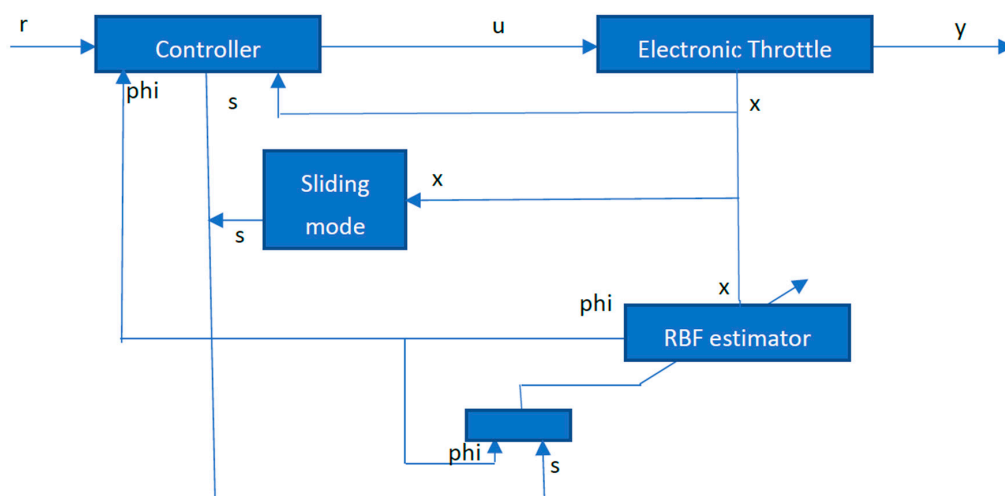 r
Controller
u
Electronic Throttle
y
phi
s
x
Sliding
mode
x
s
x
phi
RBF estimator
phi
s